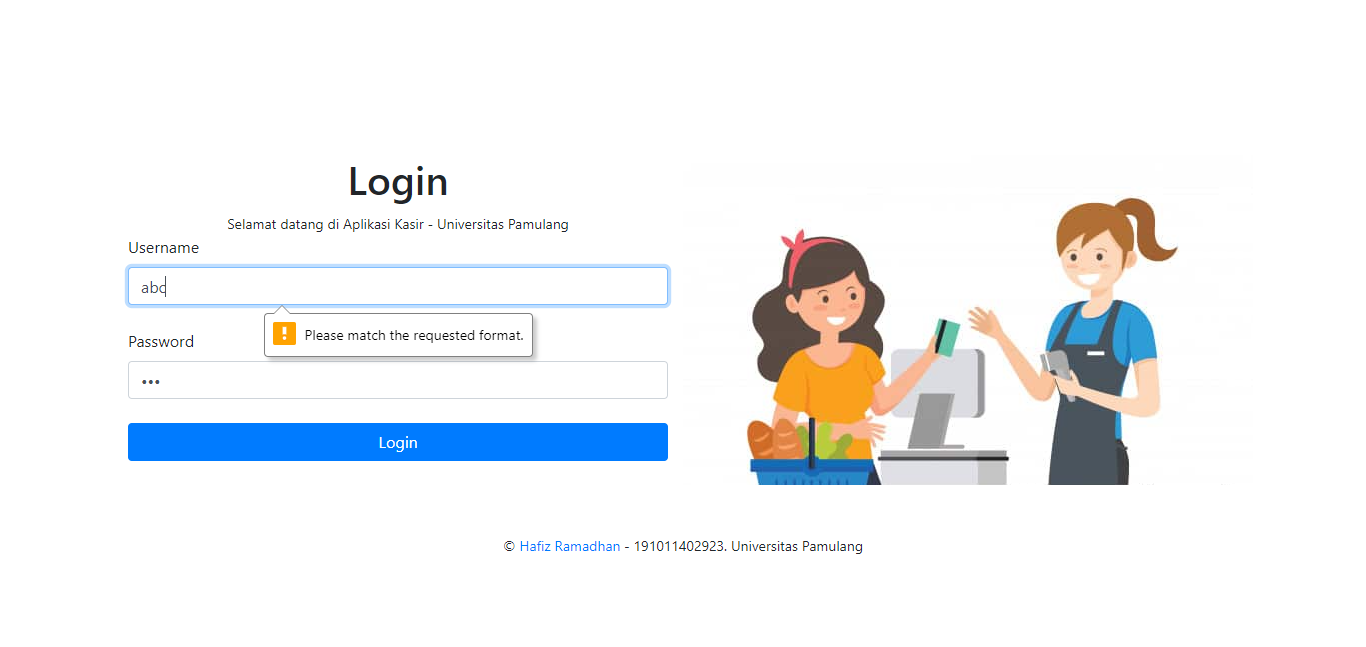 Login
Selamat datang di Aplikasi Kasir - Universitas Pamulang
Username
abc
! Please match the requested format.
Password
•••
Login
© Hafiz Ramadhan - 191011402923. Universitas Pamulang